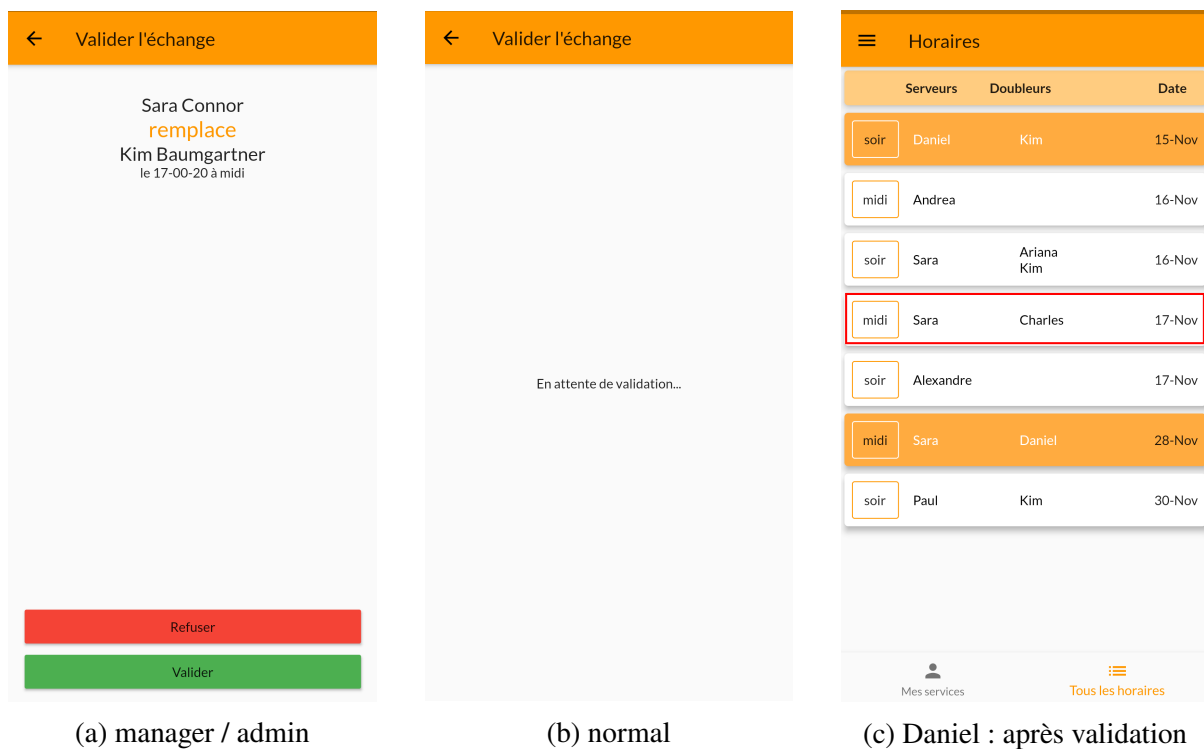 Valider l'échange
Sara Connor
remplace
Kim Baumgartner
le 17-00-20 à midi
Refuser
Valider
(a) manager / admin
Valider l'échange
En attente de validation...
(b) normal
Horaires
Serveurs Doubleurs Date
soir Daniel Kim 15-Nov
midi Andrea 16-Nov
soir Sara Ariana Kim 16-Nov
midi Sara Charles 17-Nov
soir Alexandre 17-Nov
midi Sara Daniel 28-Nov
soir Paul Kim 30-Nov
Mes services Tous les horaires
(c) Daniel : après validation